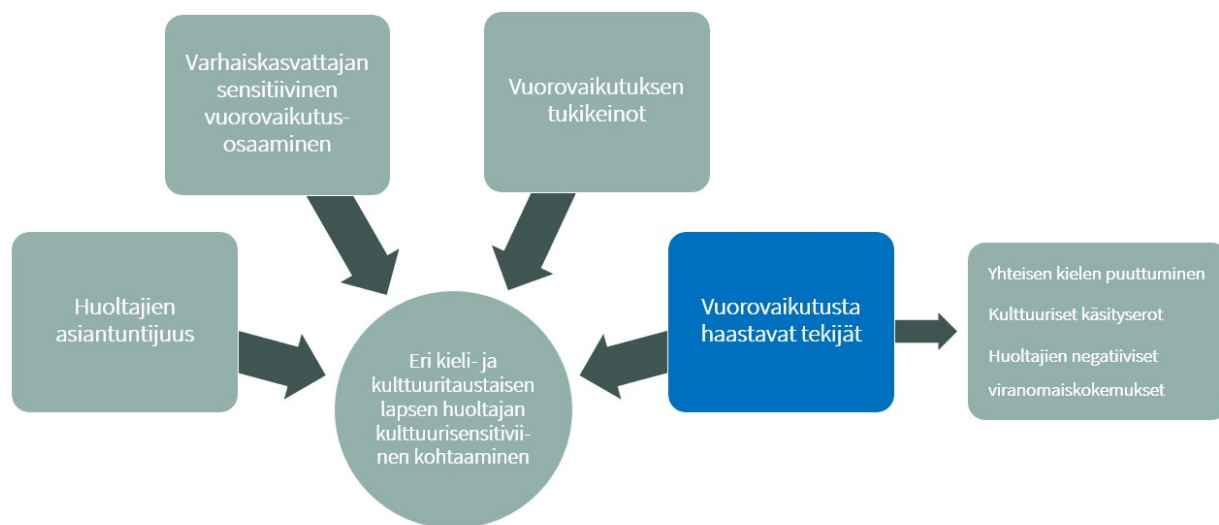 Varhaiskasvattajan
sensitiivinen
vuorovaikutus-
osaaminen
Vuorovaikutuksen
tukikeinot
Huoltajien
asiantuntijuus
Vuorovaikutusta
haastavat tekijät
Yhteisen kielen puuttuminen
Kulttuuriset käsityserot
Huoltajien negatiiviset
viranomaiskokemukset
Eri kieli- ja
kulttuuritaustaisen
lapsen huoltajan
kulttuurisensitivii-
nen kohtaaminen